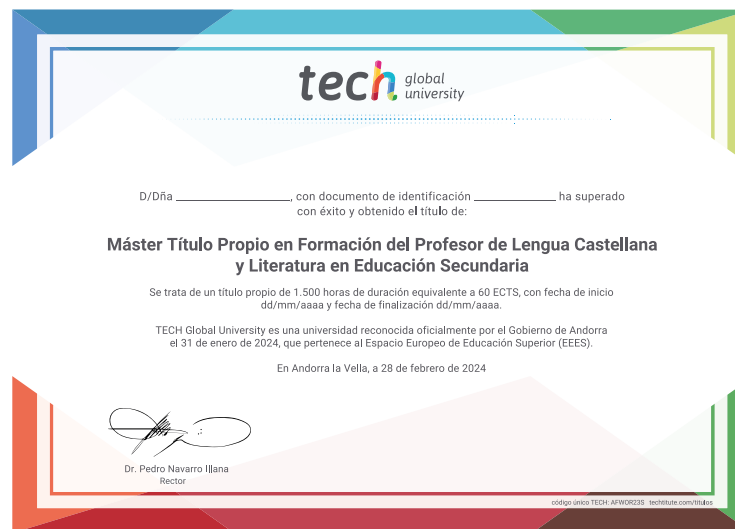 tech global university
D/Dña ____________, con documento de identificación ____________ ha superado
con éxito y obtenido el título de:
Máster Título Propio en Formación del Profesor de Lengua Castellana
y Literatura en Educación Secundaria
Se trata de un título propio de 1.500 horas de duración equivalente a 60 ECTS, con fecha de inicio
dd/mm/aaaa y fecha de finalización dd/mm/aaaa.
TECH Global University es una universidad reconocida oficialmente por el Gobierno de Andorra
el 31 de enero de 2024, que pertenece al Espacio Europeo de Educación Superior (EEES).
En Andorra la Vella, a 28 de febrero de 2024
Dr. Pedro Navarro Illana
Rector
código único TECH: AFWOR23S techtitute.com/titulos